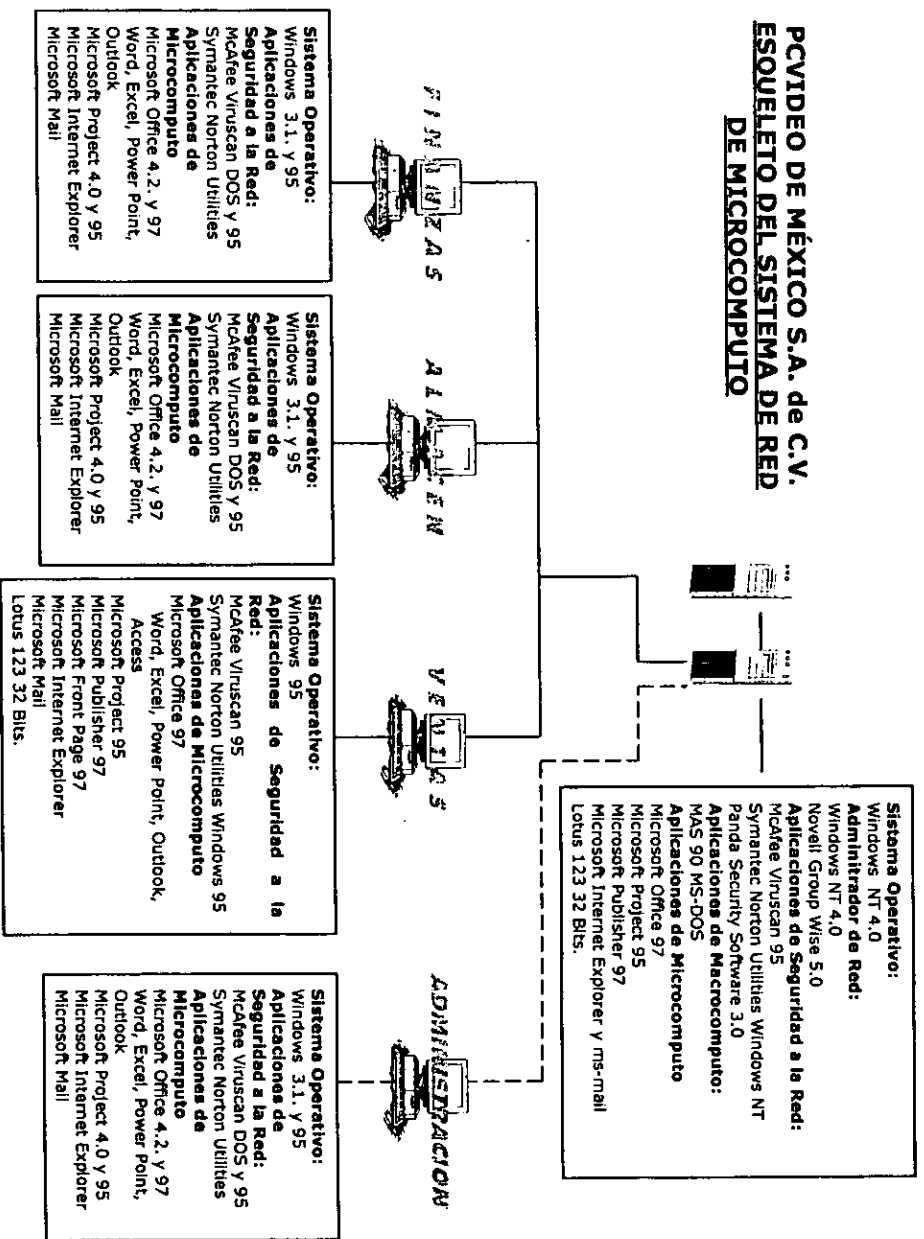 PCVIDEO DE MÉXICO S.A. de C.V.
ESQUELETO DEL SISTEMA DE RED
DE MICROCOMPUTO
Sistema Operativo:
Windows NT 4.0
Adminitrador de Red:
Windows NT 4.0
Novell Group Wise 5.0
Aplicaciones de Seguridad a la Red:
McAfee Viruscan 95
Symantec Norton Utilities Windows NT
Panda Security Software 3.0
Aplicaciones de Macrocomputo:
MAS 90 MS-DOS
Aplicaciones de Microcomputo
Microsoft Office 97
Microsoft Project 95
Microsoft Publisher 97
Microsoft Internet Explorer y ms-mail
Lotus 123 32 Bits.
FINANZAS
ALMACEN
VENTAS
ADMINISTRACION
Sistema Operativo:
Windows 3.1. y 95
Aplicaciones de
Seguridad a la Red:
McAfee Viruscan DOS y 95
Symantec Norton Utilities
Aplicaciones de
Microcomputo
Microsoft Office 4.2. y 97
Word, Excel, Power Point,
Outlook
Microsoft Project 4.0 y 95
Microsoft Internet Explorer
Microsoft Mail
Sistema Operativo:
Windows 3.1. y 95
Aplicaciones de
Seguridad a la Red:
McAfee Viruscan DOS y 95
Symantec Norton Utilities
Aplicaciones de
Microcomputo
Microsoft Office 4.2. y 97
Word, Excel, Power Point,
Outlook
Microsoft Project 4.0 y 95
Microsoft Internet Explorer
Microsoft Mail
Sistema Operativo:
Windows 95
Aplicaciones de Seguridad a la
Red:
McAfee Viruscan 95
Symantec Norton Utilities Windows 95
Aplicaciones de Microcomputo
Microsoft Office 97
Word, Excel, Power Point, Outlook,
Access
Microsoft Project 95
Microsoft Publisher 97
Microsoft Front Page 97
Microsoft Internet Explorer
Microsoft Mail
Lotus 123 32 Bits.
Sistema Operativo:
Windows 3.1. y 95
Aplicaciones de
Seguridad a la Red:
McAfee Viruscan DOS y 95
Symantec Norton Utilities
Aplicaciones de
Microcomputo
Microsoft Office 4.2. y 97
Word, Excel, Power Point,
Outlook
Microsoft Project 4.0 y 95
Microsoft Internet Explorer
Microsoft Mail